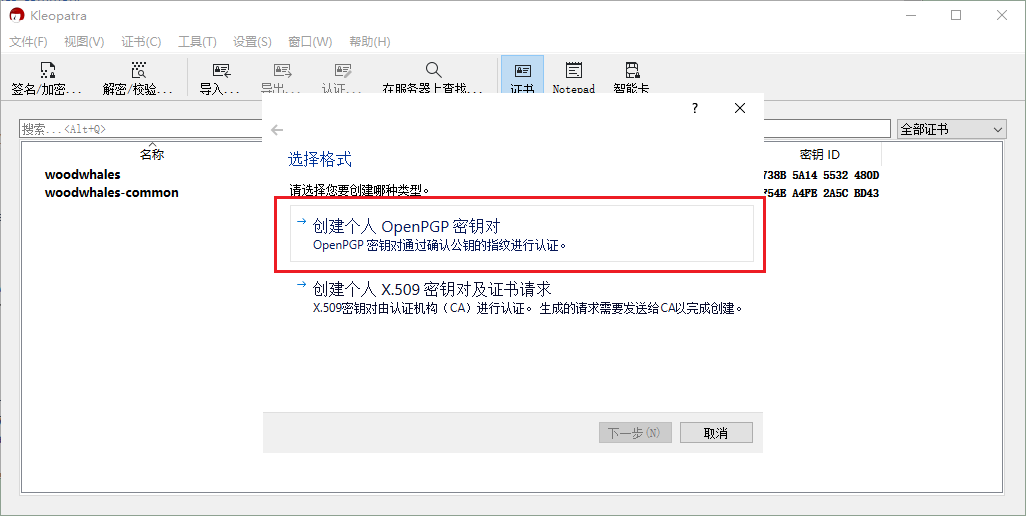 Kleopatra
文件(F) 视图(V) 证书(C) 工具(T) 设置(S) 窗口(W) 帮助(H)
签名/加密... 解密/校验... 导入... 导出... 认证... 在服务器上查找... 证书 Notepad 智能卡
?
搜索...<Alt+Q> 全部证书
名称 密钥 ID
选择格式
woodwhales 738B 5A14 5532 480D
请选择您要创建哪种类型。
woodwhales-common F54E A4FE 2A5C BD43
创建个人 OpenPGP 密钥对
OpenPGP 密钥对通过确认公钥的指纹进行认证。
创建个人 X.509 密钥对及证书请求
X.509密钥对由认证机构（CA）进行认证。 生成的请求需要发送给CA以完成创建。
下一步(N) 取消